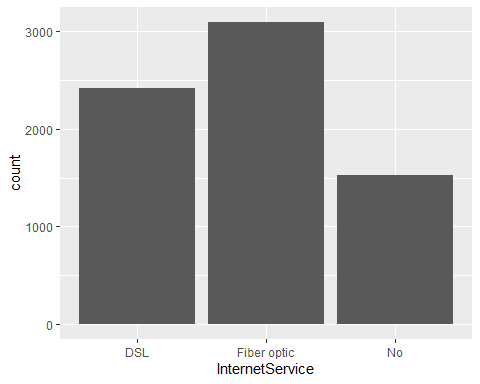 3000
2000
1000
0
count
DSL Fiber optic No
InternetService